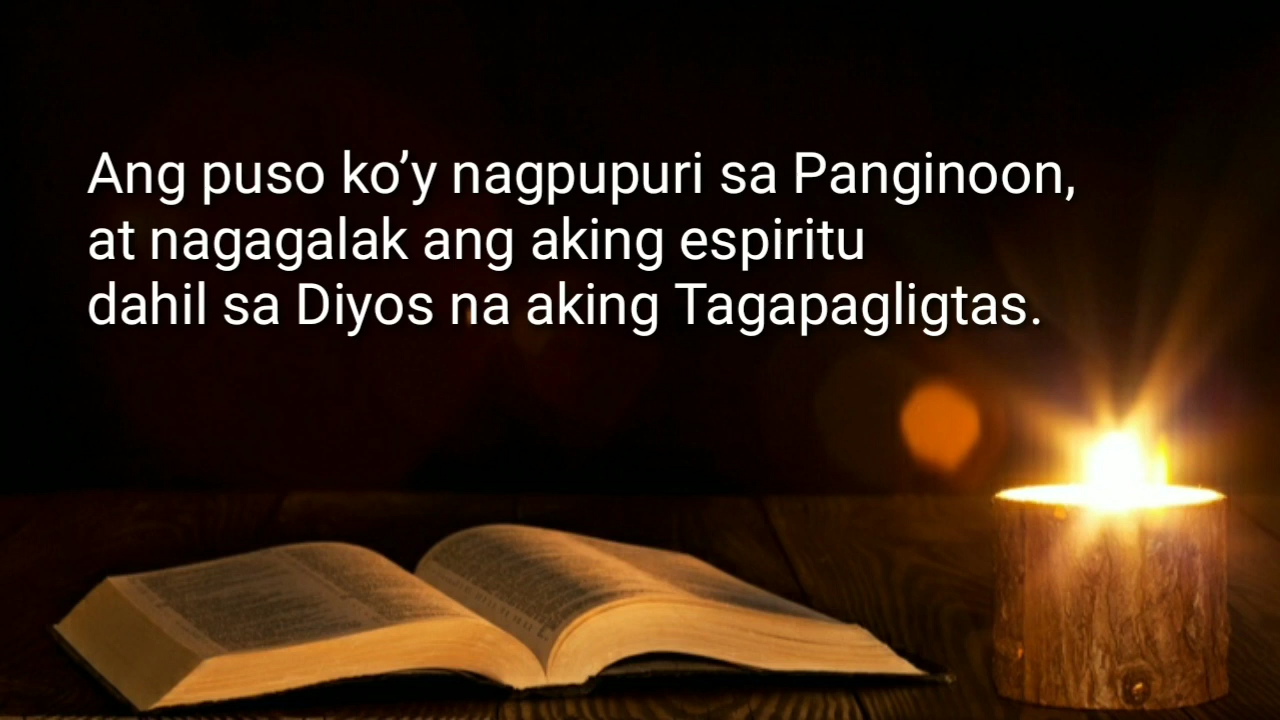 Ang puso ko’y nagpupuri sa Panginoon,
at nagagalak ang aking espiritu
dahil sa Diyos na aking Tagapagligtas.